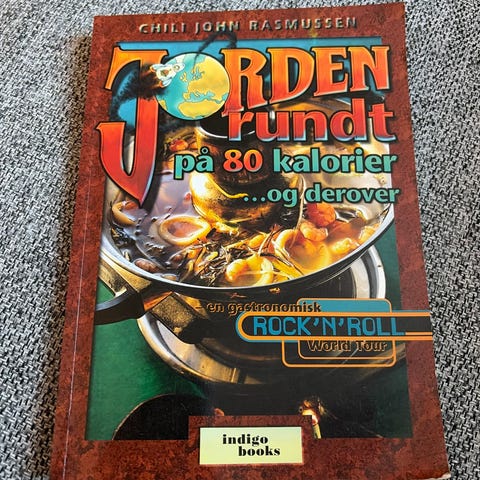 CHILI JOHN RASMUSSEN
JORDEN
rundt
på 80 kalorier
...og derover
en gastronomisk
ROCK'N'ROLL
World Tour
indigo
books